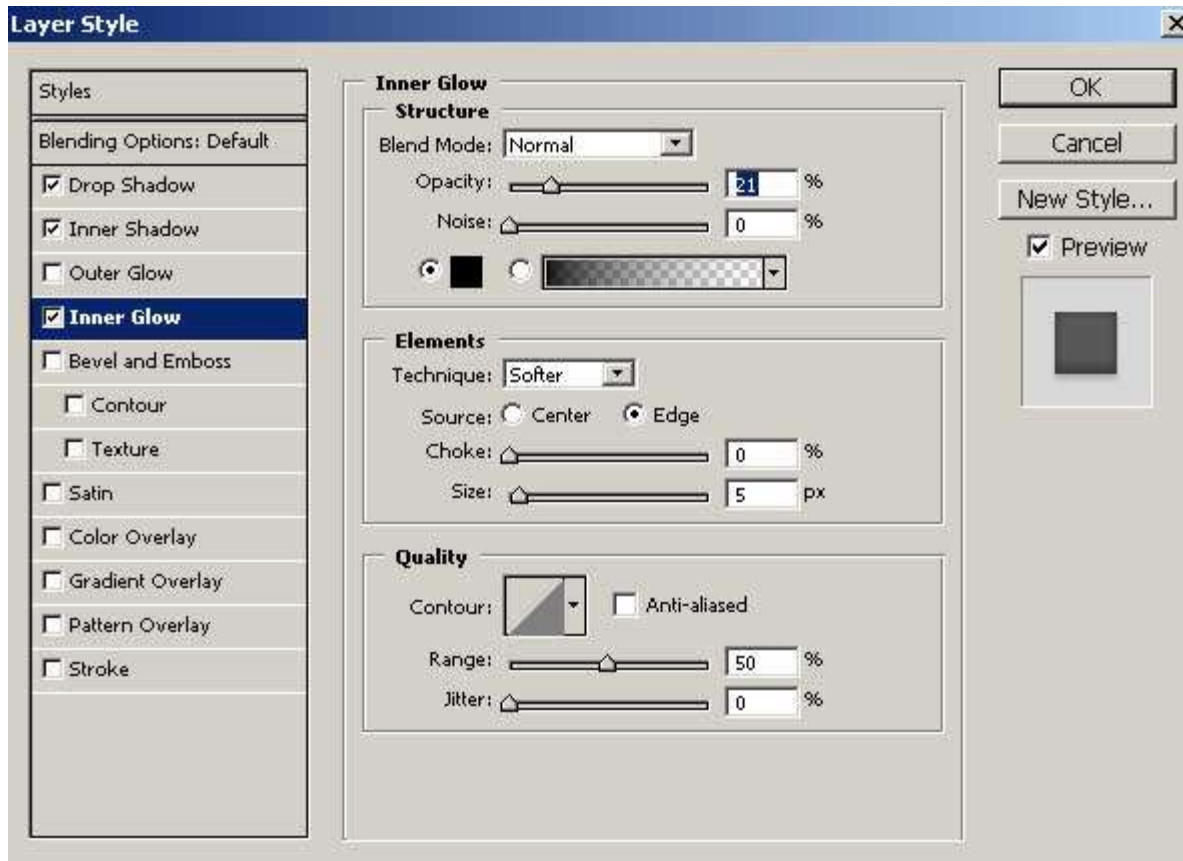 Layer Style
Styles
Blending Options: Default
Drop Shadow
Inner Shadow
Outer Glow
Inner Glow
Bevel and Emboss
Contour
Texture
Satin
Color Overlay
Gradient Overlay
Pattern Overlay
Stroke
Inner Glow
Structure
Blend Mode: Normal
Opacity: 21 %
Noise: 0 %
Elements
Technique: Softer
Source: Center Edge
Choke: 0 %
Size: 5 px
Quality
Contour: Anti-aliased
Range: 50 %
Jitter: 0 %
OK
Cancel
New Style...
Preview